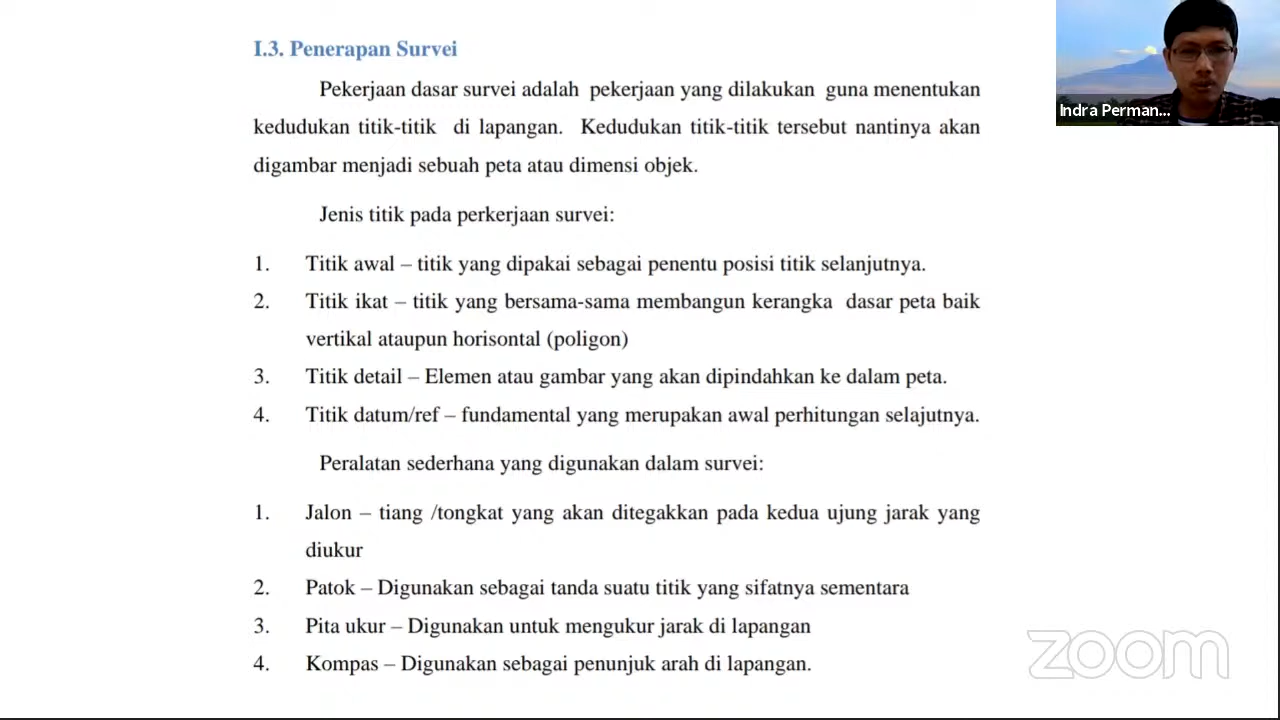 I.3. Penerapan Survei
Pekerjaan dasar survei adalah pekerjaan yang dilakukan guna menentukan
kedudukan titik-titik di lapangan. Kedudukan titik-titik tersebut nantinya akan
digambar menjadi sebuah peta atau dimensi objek.
Jenis titik pada perkerjaan survei:
1. Titik awal – titik yang dipakai sebagai penentu posisi titik selanjutnya.
2. Titik ikat – titik yang bersama-sama membangun kerangka dasar peta baik
vertikal ataupun horisontal (poligon)
3. Titik detail – Elemen atau gambar yang akan dipindahkan ke dalam peta.
4. Titik datum/ref – fundamental yang merupakan awal perhitungan selajutnya.
Peralatan sederhana yang digunakan dalam survei:
1. Jalon – tiang /tongkat yang akan ditegakkan pada kedua ujung jarak yang
diukur
2. Patok – Digunakan sebagai tanda suatu titik yang sifatnya sementara
3. Pita ukur – Digunakan untuk mengukur jarak di lapangan
4. Kompas – Digunakan sebagai penunjuk arah di lapangan.
Indra Perman...
zoom